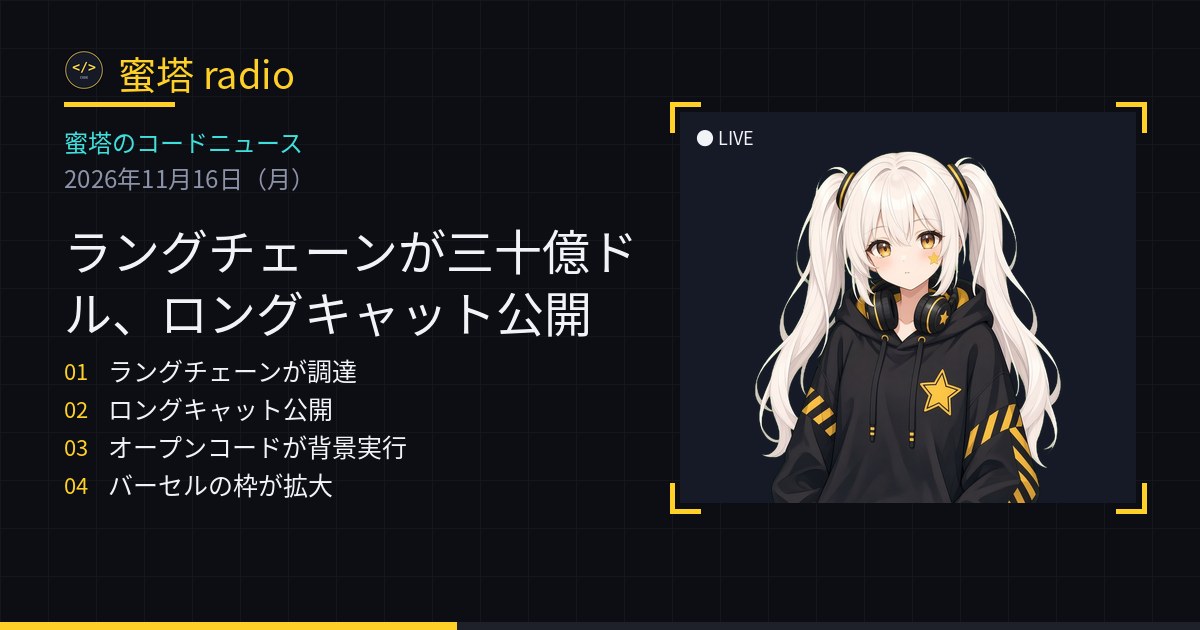 </>
蜜塔 radio
蜜塔のコードニュース
2026年11月16日（月）
ラングチェーンが三十億ド
ル、ロングキャット公開
01 ラングチェーンが調達
02 ロングキャット公開
03 オープンコードが背景実行
04 バーセルの枠が拡大
LIVE